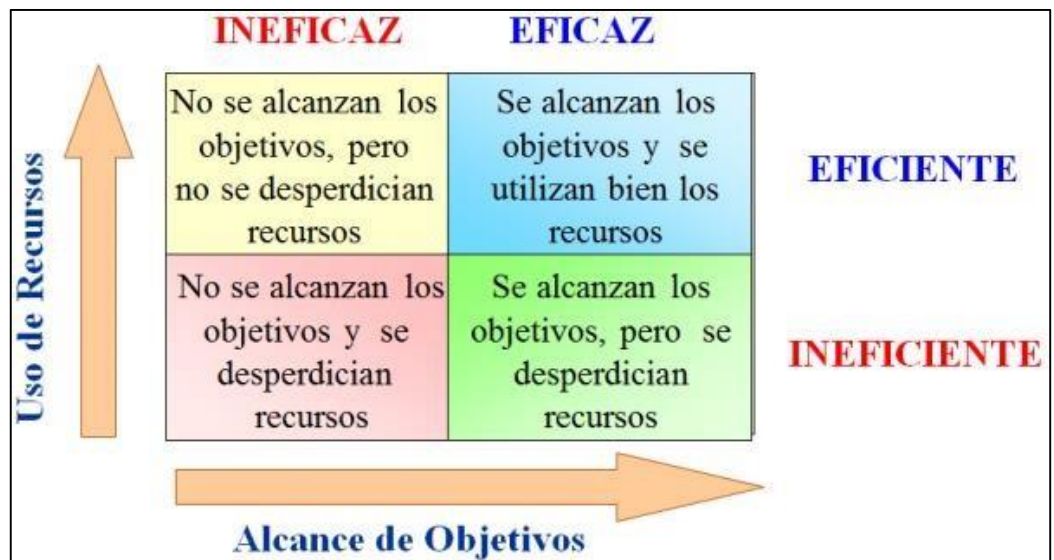 INEFICAZ
EFICAZ
Uso de Recursos
No se alcanzan los
objetivos, pero
no se desperdician
recursos
Se alcanzan los
objetivos y se
utilizan bien los
recursos
EFICIENTE
No se alcanzan los
objetivos y se
desperdician
recursos
Se alcanzan los
objetivos, pero se
desperdician
recursos
INEFICIENTE
Alcance de Objetivos